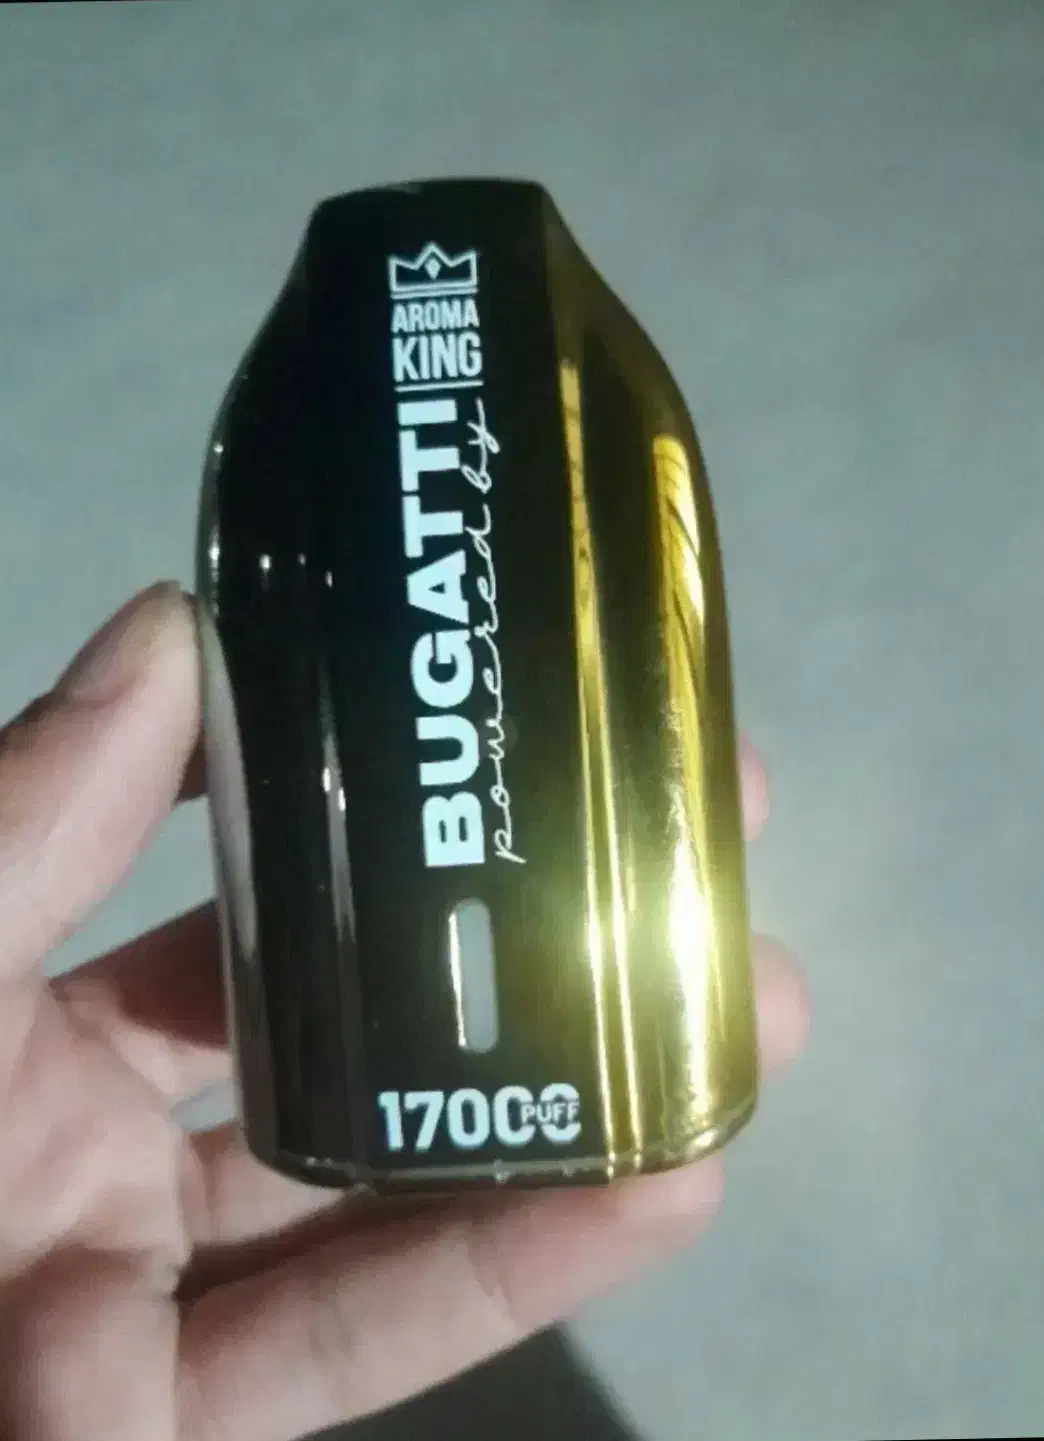 AROMA
KING
BUGATTI
powered by
17000
PUFF